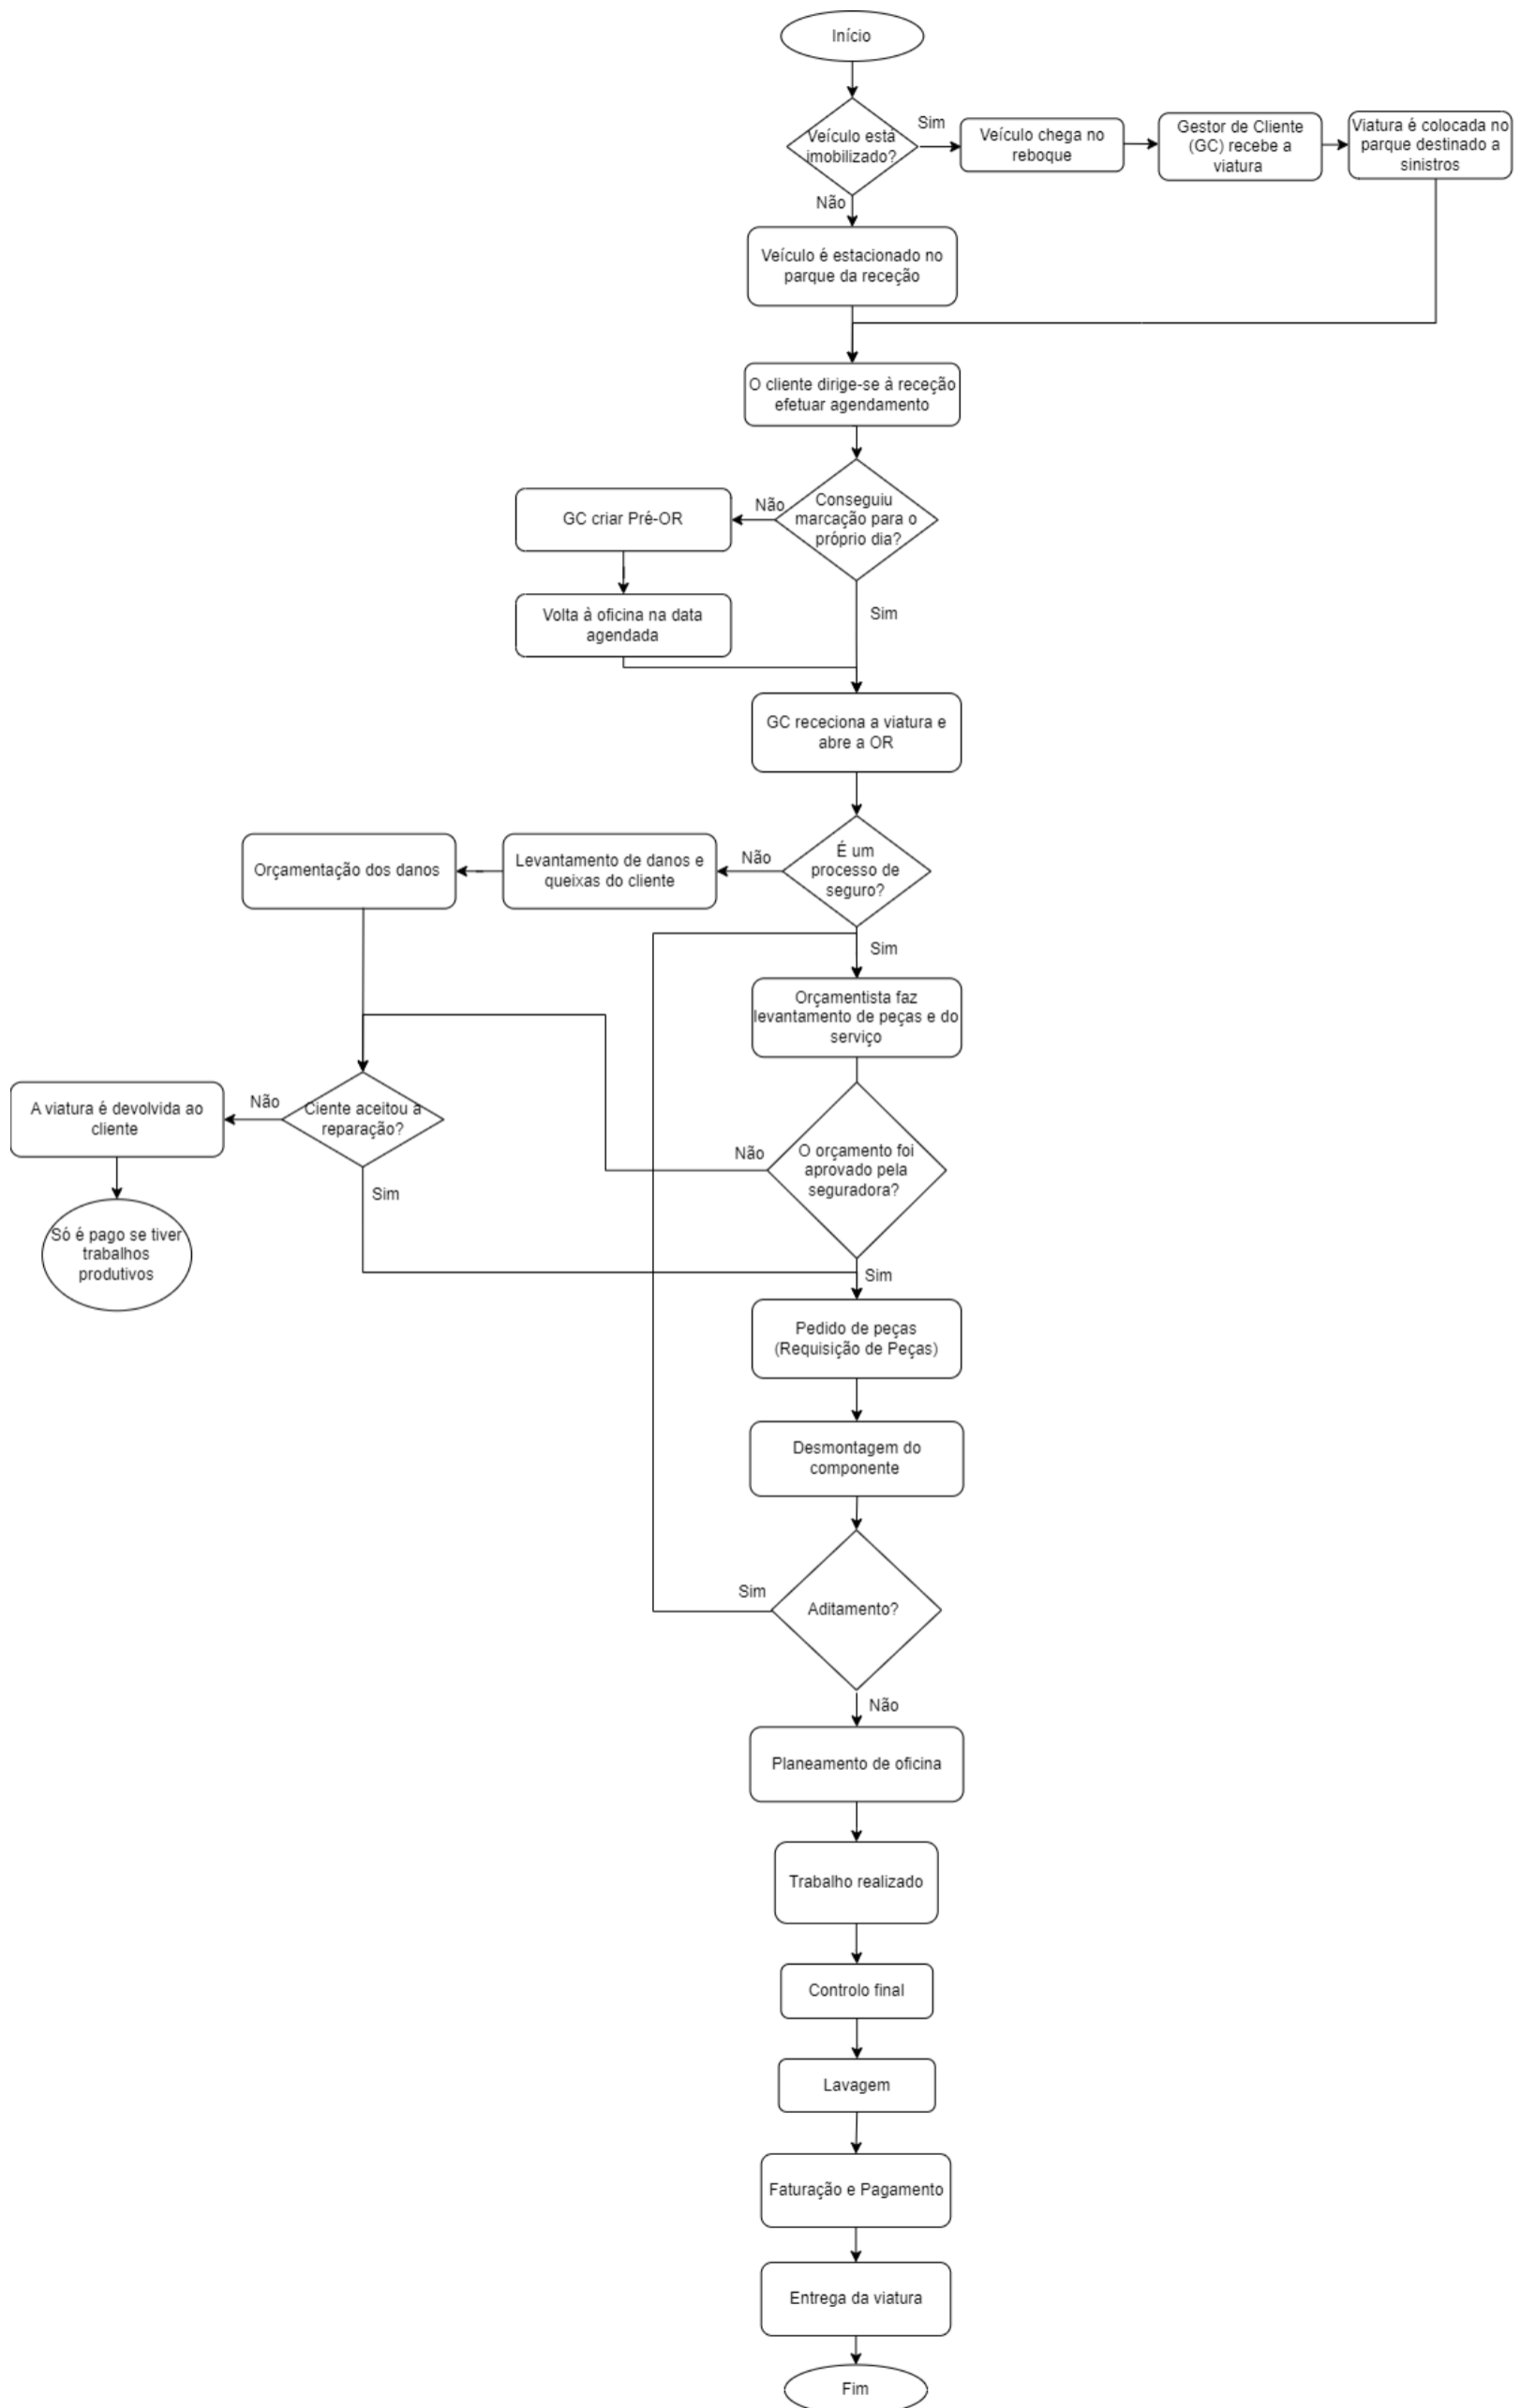 Início
Veículo está
imobilizado?
Sim
Veículo chega no
reboque
Gestor de Cliente
(GC) recebe a
viatura
Viatura é colocada no
parque destinado a
sinistros
Não
Veículo é estacionado no
parque da receção
O cliente dirige-se à receção
efetuar agendamento
Conseguiu
marcação para o
próprio dia?
Não
GC criar Pré-OR
Volta à oficina na data
agendada
Sim
GC receciona a viatura e
abre a OR
É um
processo de
seguro?
Não
Levantamento de danos e
queixas do cliente
Orçamentação dos danos
Sim
Orçamentista faz
levantamento de peças e do
serviço
Ciente aceitou a
reparação?
Não
A viatura é devolvida ao
cliente
Só é pago se tiver
trabalhos
produtivos
Sim
O orçamento foi
aprovado pela
seguradora?
Não
Sim
Pedido de peças
(Requisição de Peças)
Desmontagem do
componente
Aditamento?
Sim
Não
Planeamento de oficina
Trabalho realizado
Controlo final
Lavagem
Faturação e Pagamento
Entrega da viatura
Fim